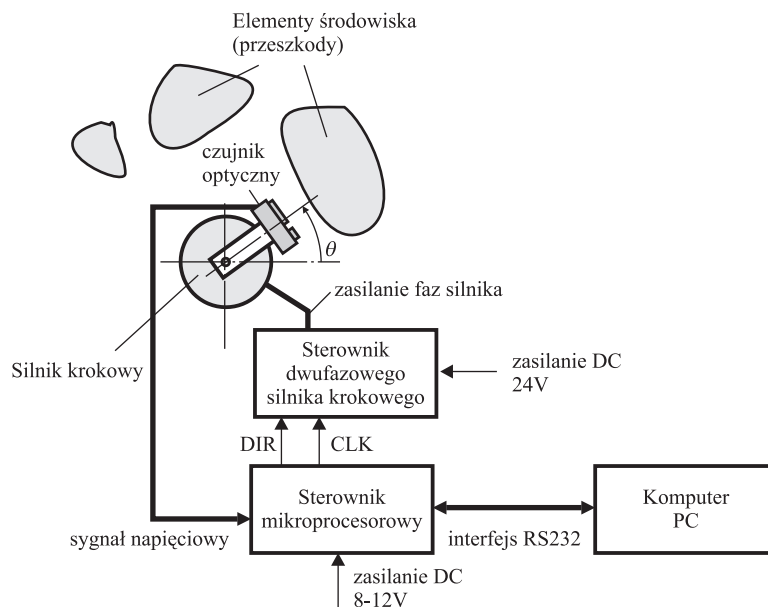 Elementy środowiska
(przeszkody)
czujnik
optyczny
θ
zasilanie faz silnika
Silnik krokowy
Sterownik
dwufazowego
silnika krokowego
zasilanie DC
24V
DIR
CLK
Sterownik
mikroprocesorowy
Komputer
PC
sygnał napięciowy
interfejs RS232
zasilanie DC
8-12V